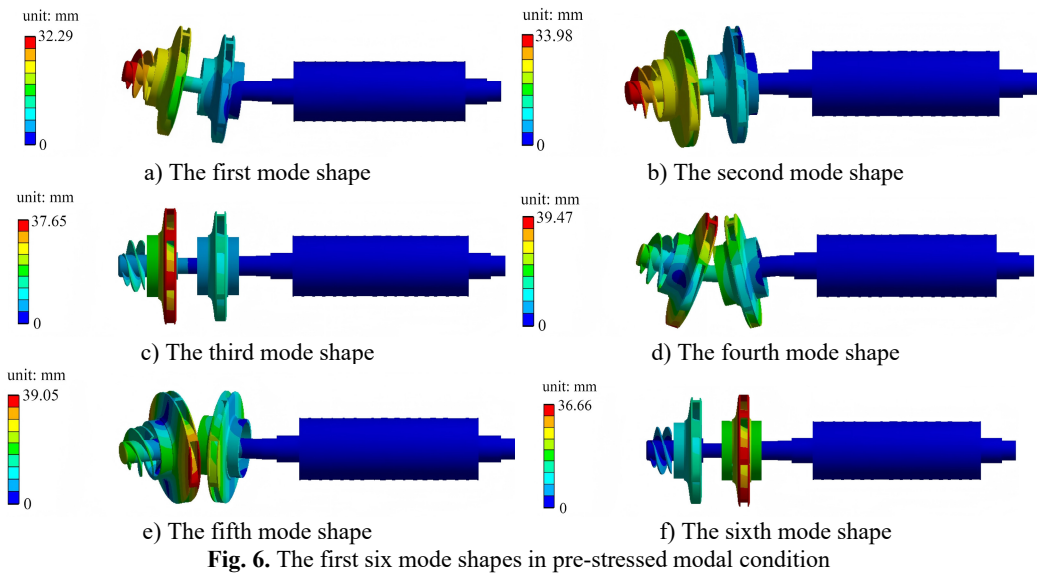 unit: mm
32.29
0
a) The first mode shape
unit: mm
33.98
0
b) The second mode shape
unit: mm
37.65
0
c) The third mode shape
unit: mm
39.47
0
d) The fourth mode shape
unit: mm
39.05
0
e) The fifth mode shape
unit: mm
36.66
0
f) The sixth mode shape
Fig. 6. The first six mode shapes in pre-stressed modal condition